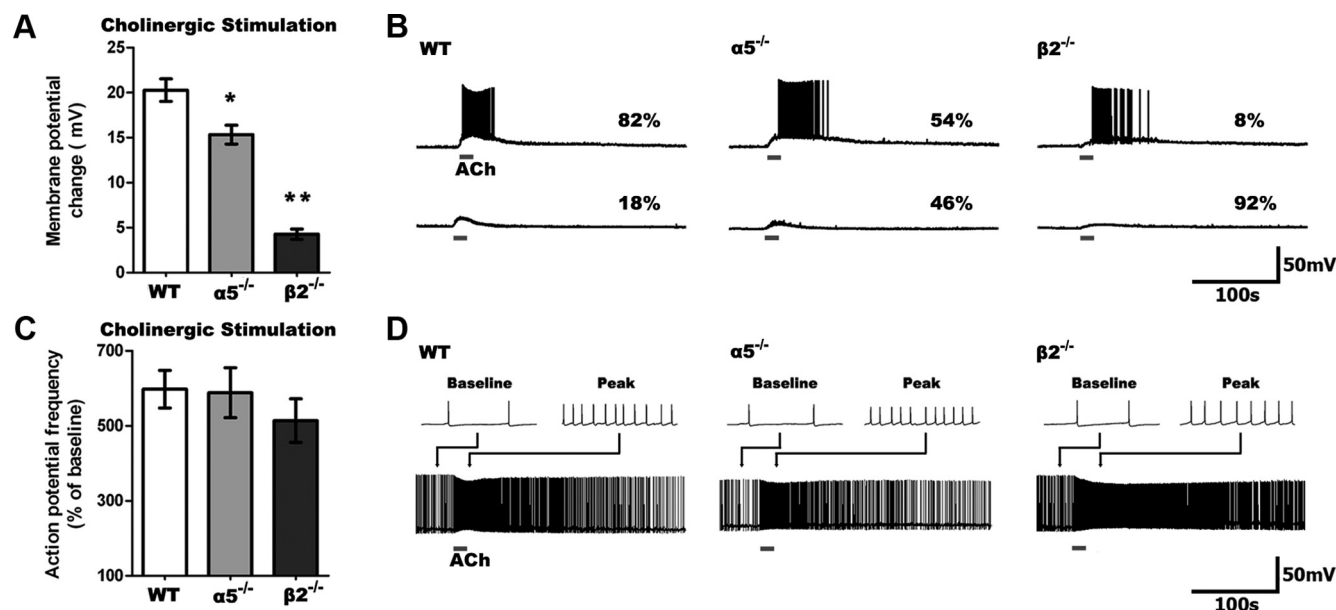 A
Cholinergic Stimulation
Membrane potential
change ( mV)
25
20
15
10
5
0
*
**
WT
α5-/-
β2-/-
B
WT
α5-/-
β2-/-
82%
54%
8%
ACh
18%
46%
92%
50mV
100s
C
Cholinergic Stimulation
Action potential frequency
(% of baseline)
700
500
300
100
WT
α5-/-
β2-/-
D
WT
α5-/-
β2-/-
Baseline
Peak
Baseline
Peak
Baseline
Peak
ACh
50mV
100s